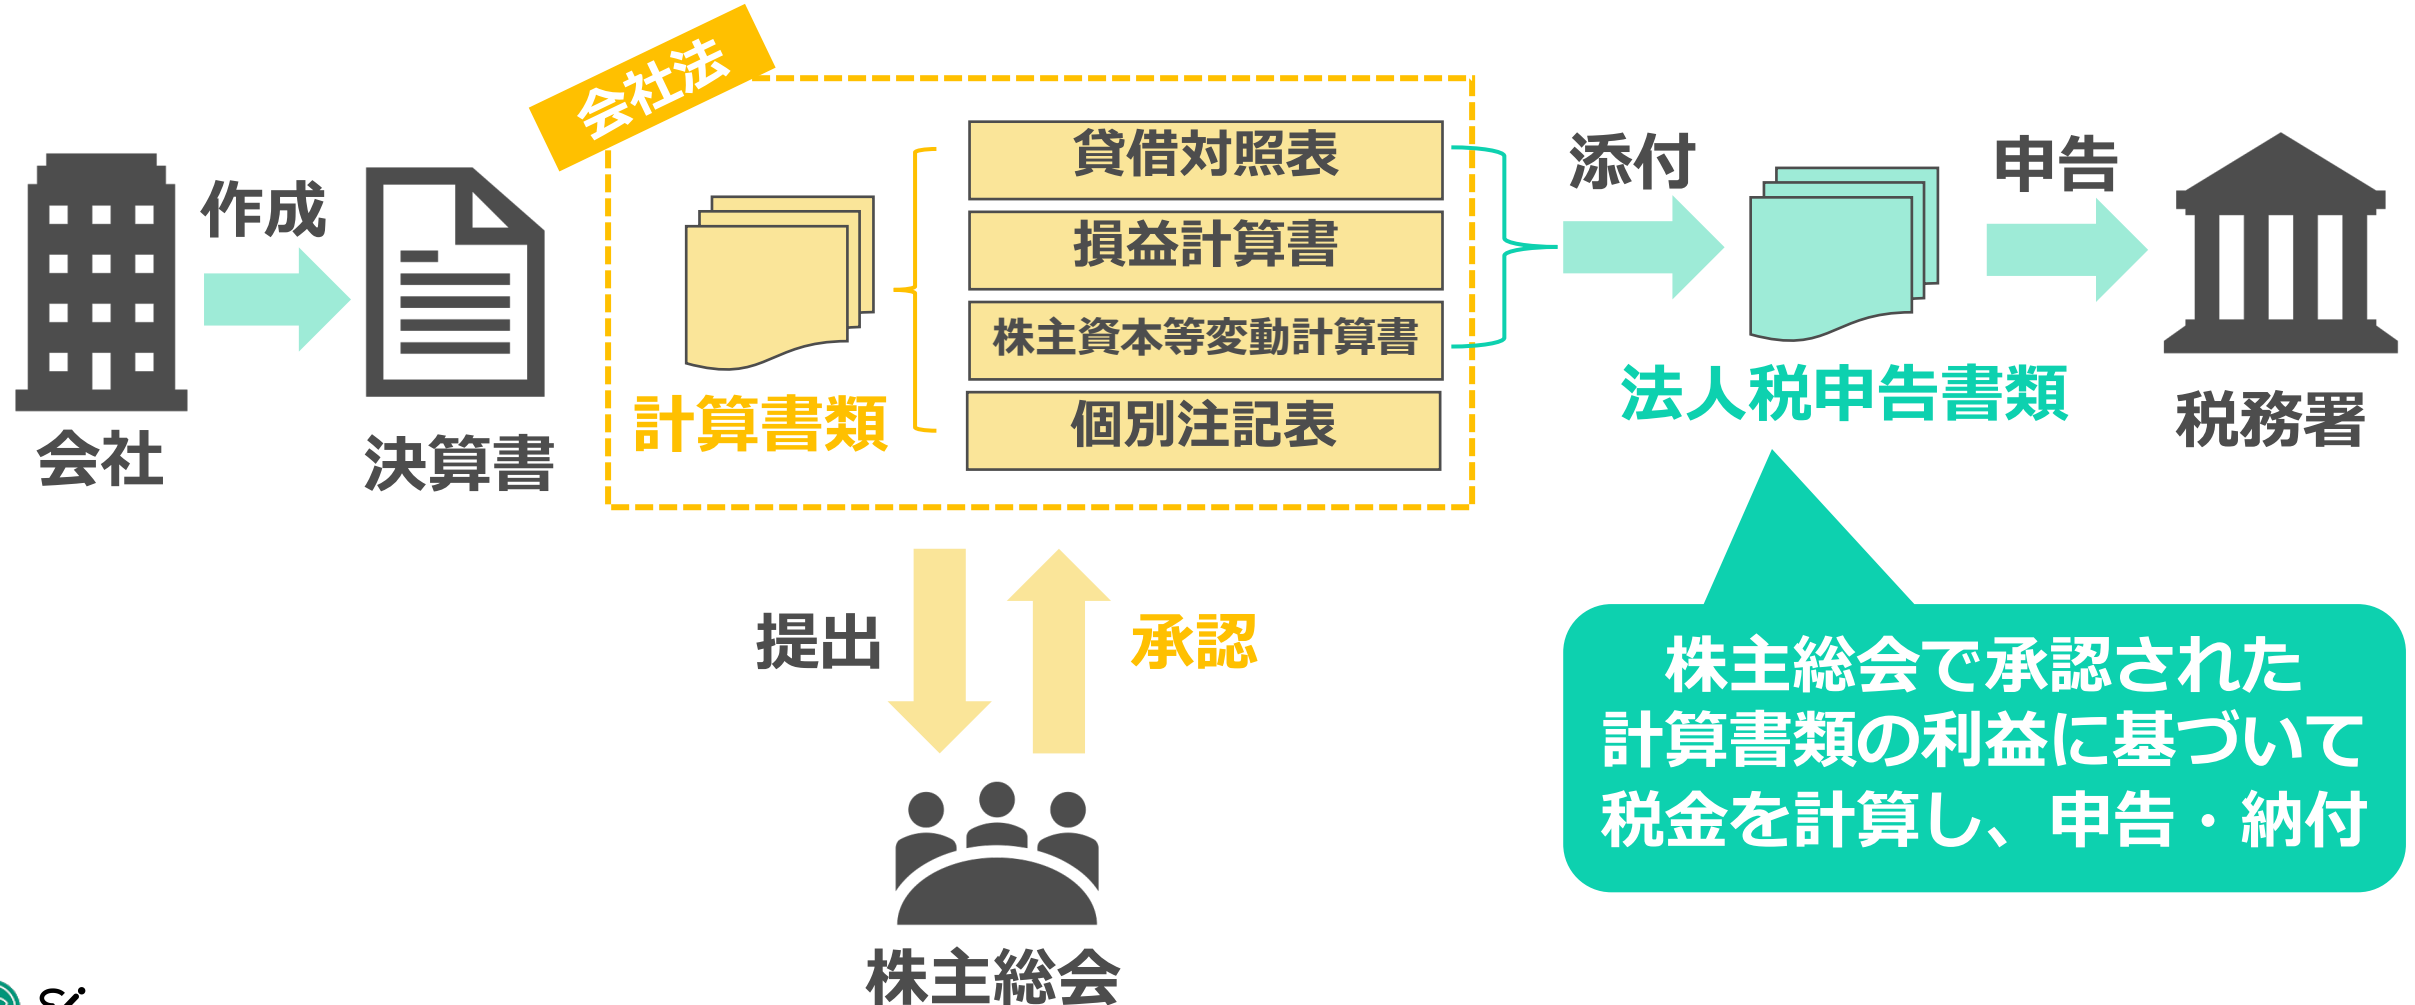 会社法
作成
会社
決算書
計算書類
貸借対照表
損益計算書
株主資本等変動計算書
個別注記表
添付
申告
法人税申告書類
税務署
提出
承認
株主総会
株主総会で承認された
計算書類の利益に基づいて
税金を計算し、申告・納付